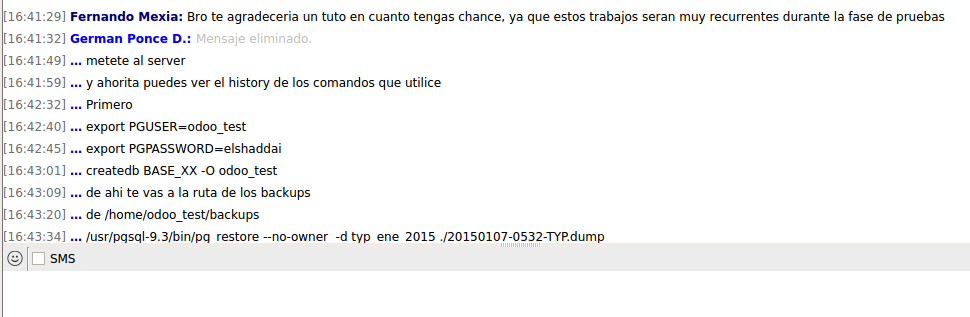 [16:41:29] Fernando Mexia: Bro te agradeceria un tuto en cuanto tengas chance, ya que estos trabajos seran muy recurrentes durante la fase de pruebas
[16:41:32] German Ponce D.: Mensaje eliminado.
[16:41:49] ... metete al server
[16:41:59] ... y ahorita puedes ver el history de los comandos que utilice
[16:42:32] ... Primero
[16:42:40] ... export PGUSER=odoo_test
[16:42:45] ... export PGPASSWORD=elshaddai
[16:43:01] ... createdb BASE_XX -O odoo_test
[16:43:09] ... de ahi te vas a la ruta de los backups
[16:43:20] ... de /home/odoo_test/backups
[16:43:34] ... /usr/pgsql-9.3/bin/pg_restore --no-owner -d typ_ene_2015 ./20150107-0532-TYP.dump
SMS